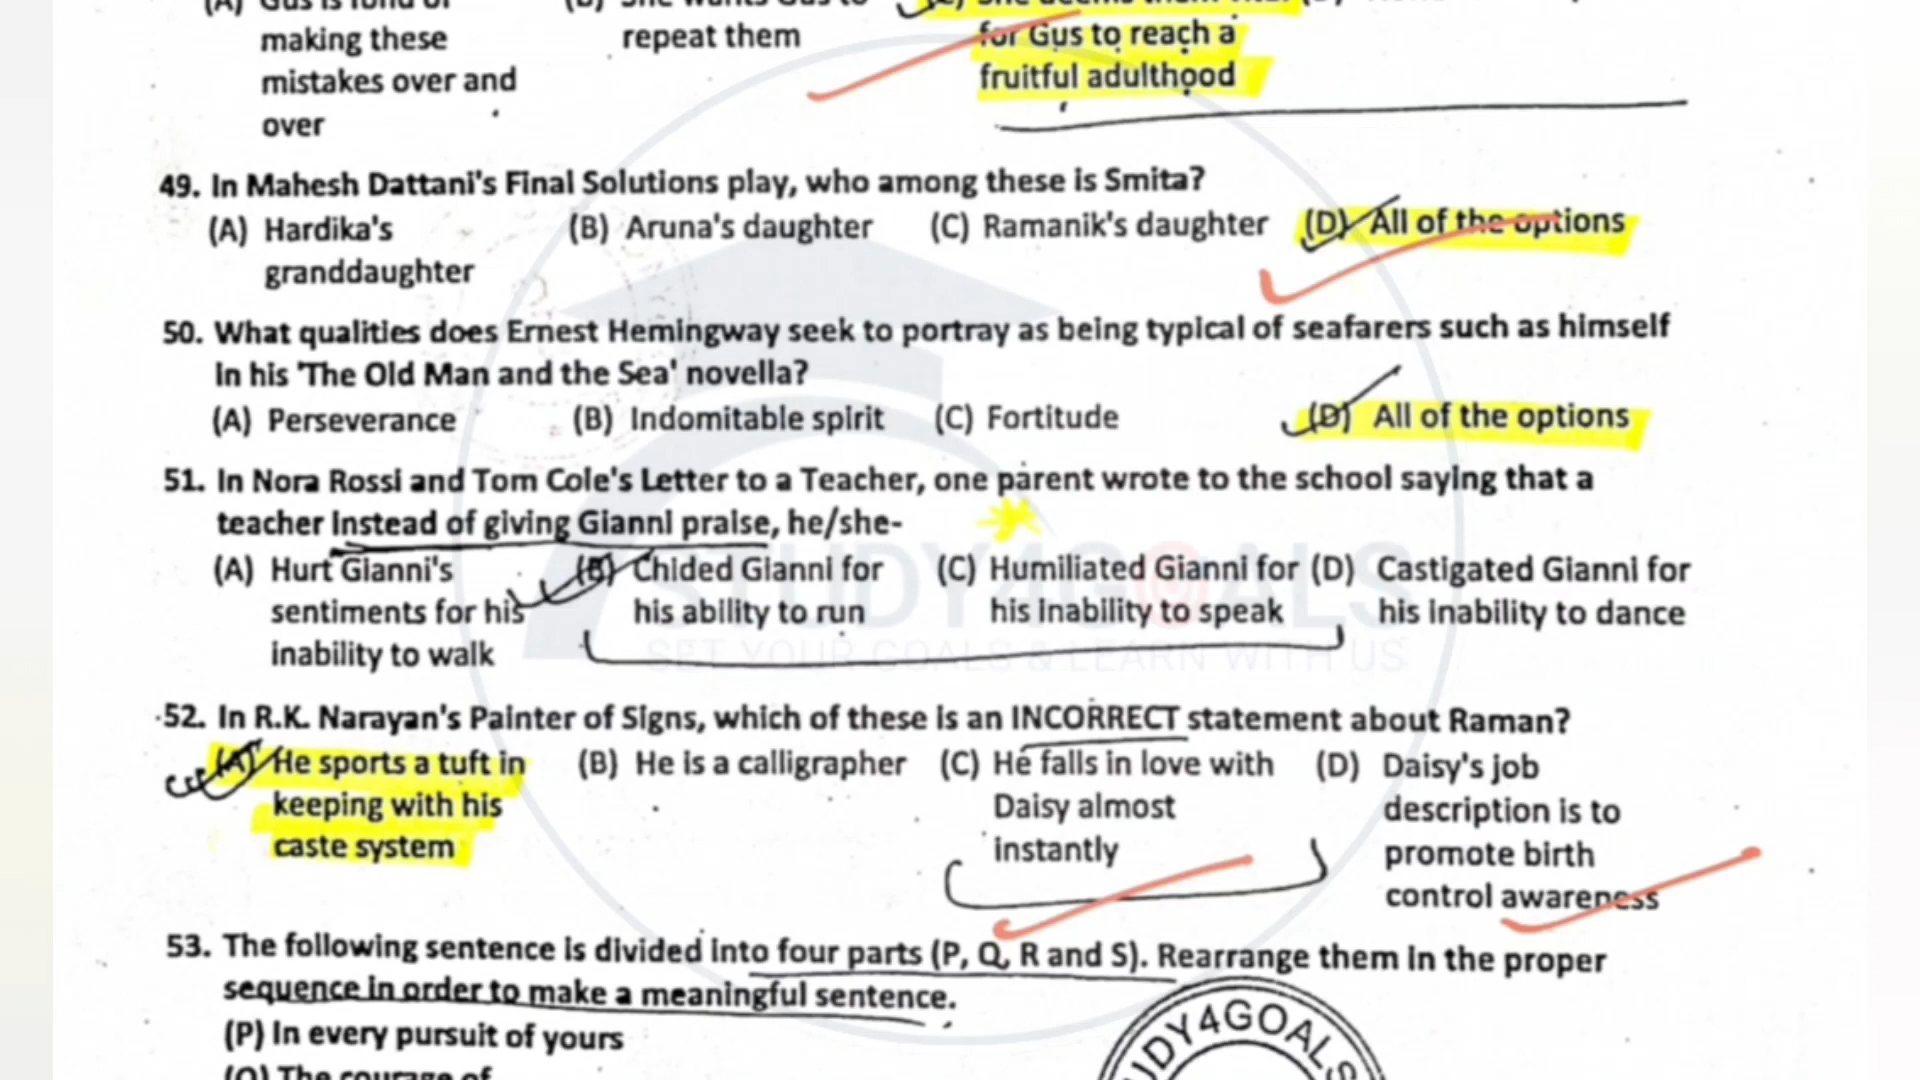 making these
mistakes over and
over
repeat them
for Gus to reach a
fruitful adulthood
49. In Mahesh Dattani's Final Solutions play, who among these is Smita?
(A) Hardika's granddaughter
(B) Aruna's daughter
(C) Ramanik's daughter
(D) All of the options
50. What qualities does Ernest Hemingway seek to portray as being typical of seafarers such as himself
in his 'The Old Man and the Sea' novella?
(A) Perseverance (B) Indomitable spirit (C) Fortitude (D) All of the options
51. In Nora Rossi and Tom Cole's Letter to a Teacher, one parent wrote to the school saying that a
teacher instead of giving Gianni praise, he/she-
(A) Hurt Gianni's
sentiments for his
inability to walk
(B) Chided Gianni for
his ability to run
(C) Humiliated Gianni for
his inability to speak
(D) Castigated Gianni for
his inability to dance
STUDY4GOALS
SET YOUR GOALS & LEARN WITH US
52. In R.K. Narayan's Painter of Signs, which of these is an INCORRECT statement about Raman?
(A) He sports a tuft in
keeping with his
caste system
(B) He is a calligrapher
(C) He falls in love with
Daisy almost
instantly
(D) Daisy's job
description is to
promote birth
control awareness
53. The following sentence is divided into four parts (P, Q, R and S). Rearrange them in the proper
sequence in order to make a meaningful sentence.
(P) In every pursuit of yours
(Q) The courage of
UDY4GOALS